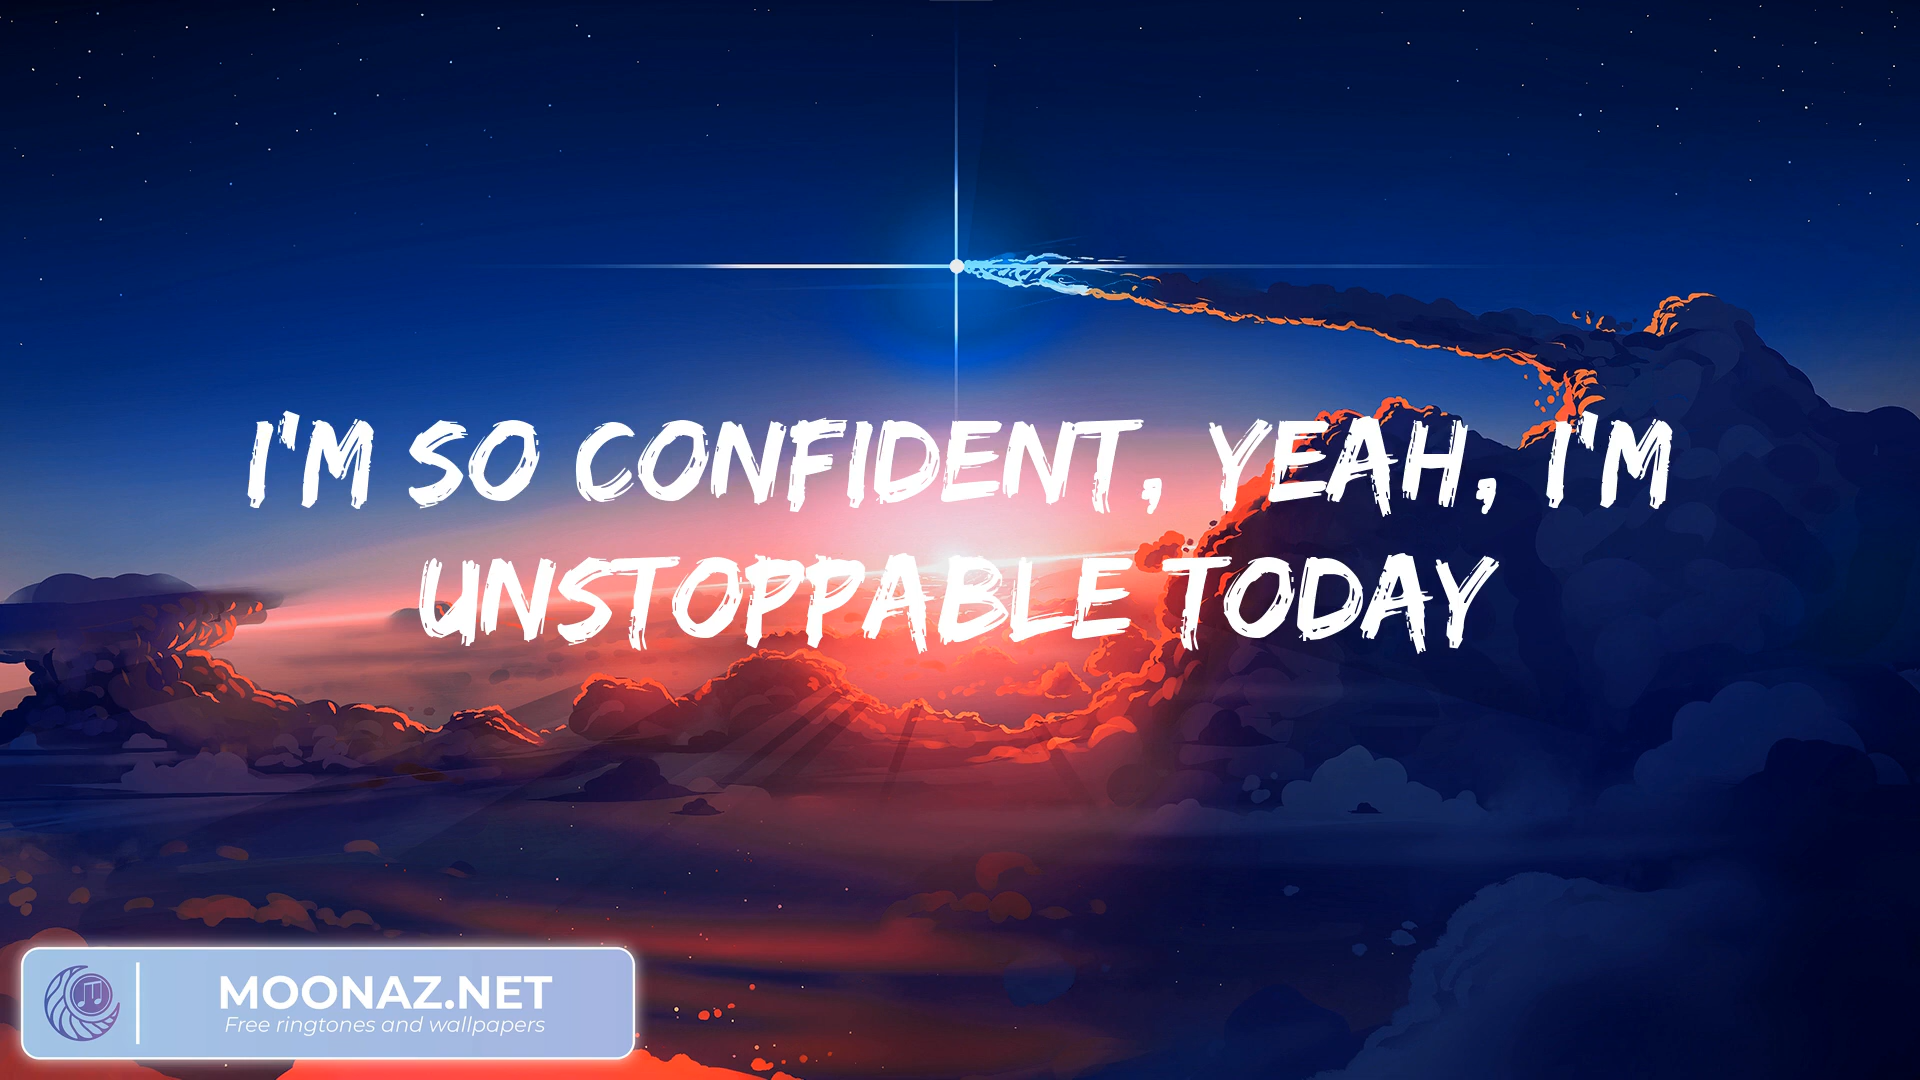 I'M SO CONFIDENT, YEAH, I'M
UNSTOPPABLE TODAY
MOONAZ.NET
Free ringtones and wallpapers